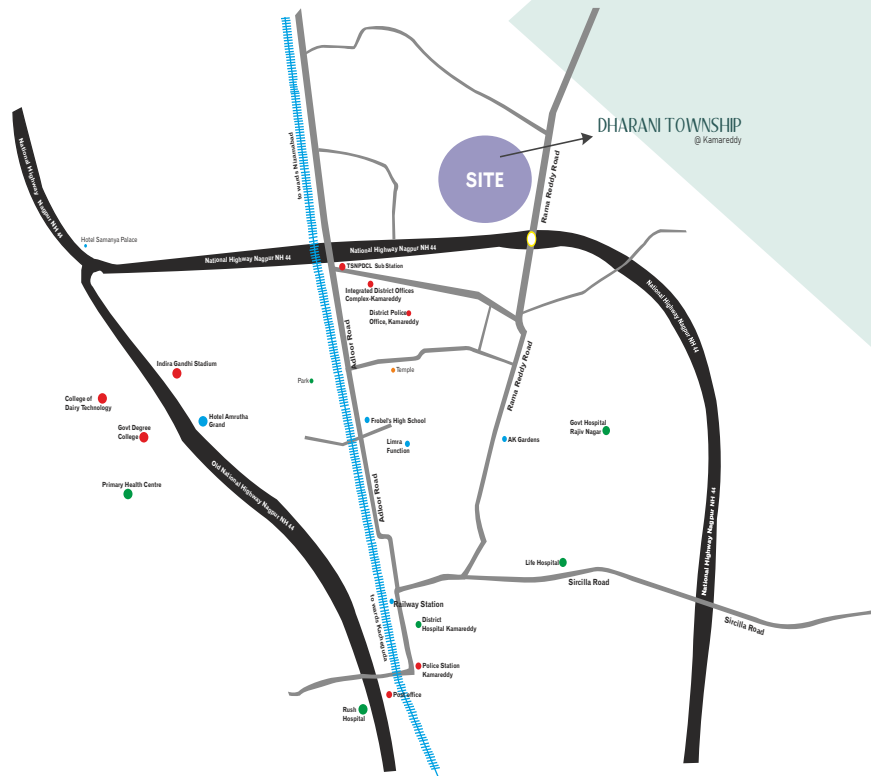 DHARANI TOWNSHIP
@ Kamareddy
SITE
Rama Reddy Road
to wards Nizamabad
National Highway Nagpur NH 44
Hotel Samanya Palace
National Highway Nagpur NH 44
National Highway Nagpur NH 44
TSNPDCL Sub Station
Integrated District Offices
Complex-Kamareddy
District Police
Office, Kamareddy
National Highway Nagpur NH 44
Adloor Road
Rama Reddy Road
Indira Gandhi Stadium
Temple
Park
College of
Dairy Technology
Hotel Amrutha
Grand
Govt Degree
College
Frobel's High School
Limra
Function
AK Gardens
Govt Hospital
Rajiv Nagar
Primary Health Centre
Old National Highway Nagpur NH 44
Adloor Road
National Highway Nagpur NH 44
Life Hospital
Sircilla Road
Railway Station
to wards Kacheguda
District
Hospital Kamareddy
Sircilla Road
Police Station
Kamareddy
Post office
Rush
Hospital